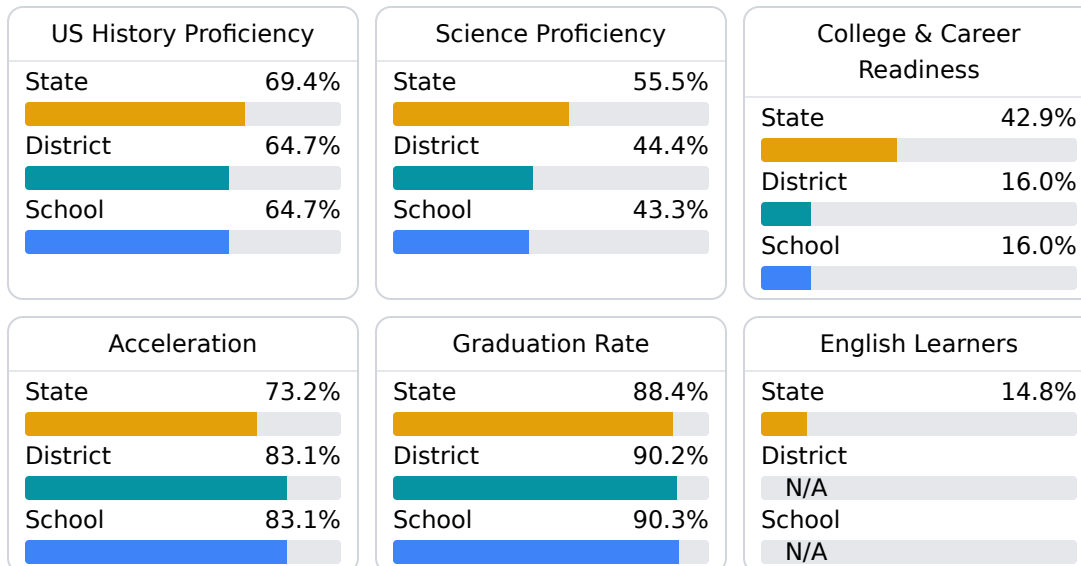 US History Proficiency
State 69.4%
District 64.7%
School 64.7%
Science Proficiency
State 55.5%
District 44.4%
School 43.3%
College & Career
Readiness
State 42.9%
District 16.0%
School 16.0%
Acceleration
State 73.2%
District 83.1%
School 83.1%
Graduation Rate
State 88.4%
District 90.2%
School 90.3%
English Learners
State 14.8%
District
N/A
School
N/A